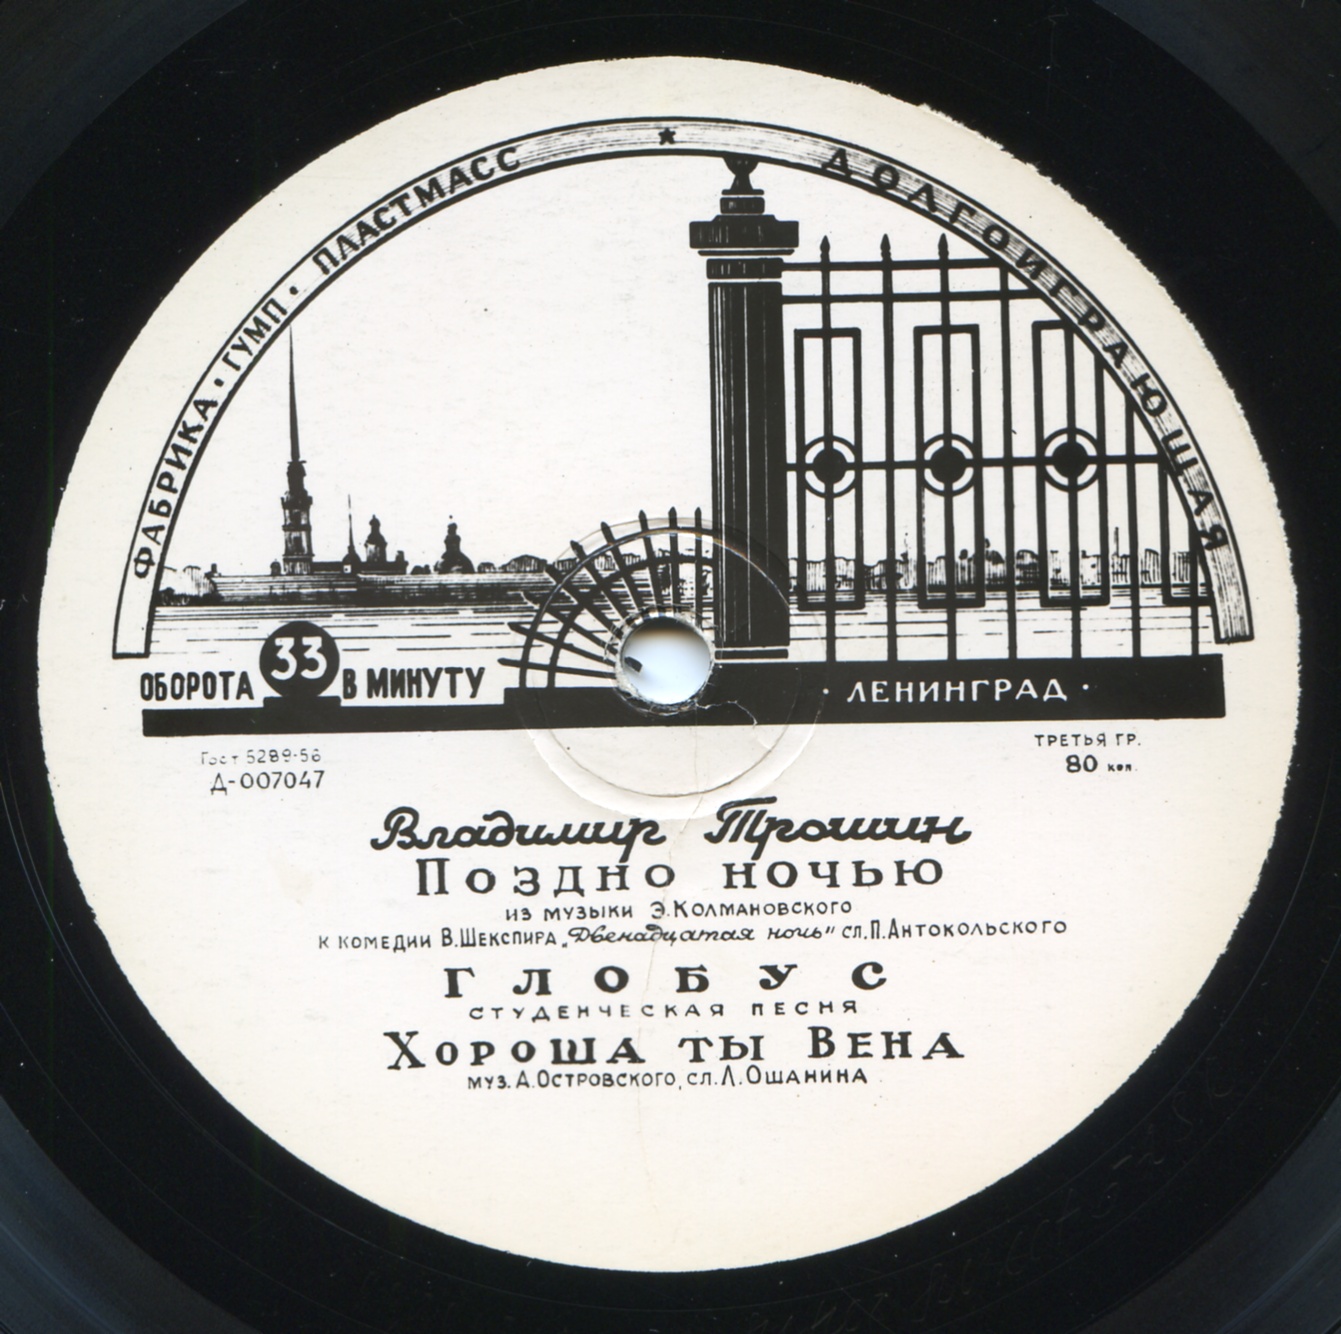 ФАБРИКА · ГУМП · ПЛАСТМАСС ★ ДОЛГОИГРАЮЩАЯ
ОБОРОТА 33 В МИНУТУ
· ЛЕНИНГРАД ·
Гост 5289-56
Д-007047
ТРЕТЬЯ ГР.
80 коп.
Владимир Трошин
ПОЗДНО НОЧЬЮ
ИЗ МУЗЫКИ Э.КОЛМАНОВСКОГО
К КОМЕДИИ В.ШЕКСПИРА „Двенадцатая ночь" СЛ.П.АНТОКОЛЬСКОГО
ГЛОБУС
СТУДЕНЧЕСКАЯ ПЕСНЯ
ХОРОША ТЫ ВЕНА
МУЗ.А.ОСТРОВСКОГО, СЛ.Л.ОШАНИНА